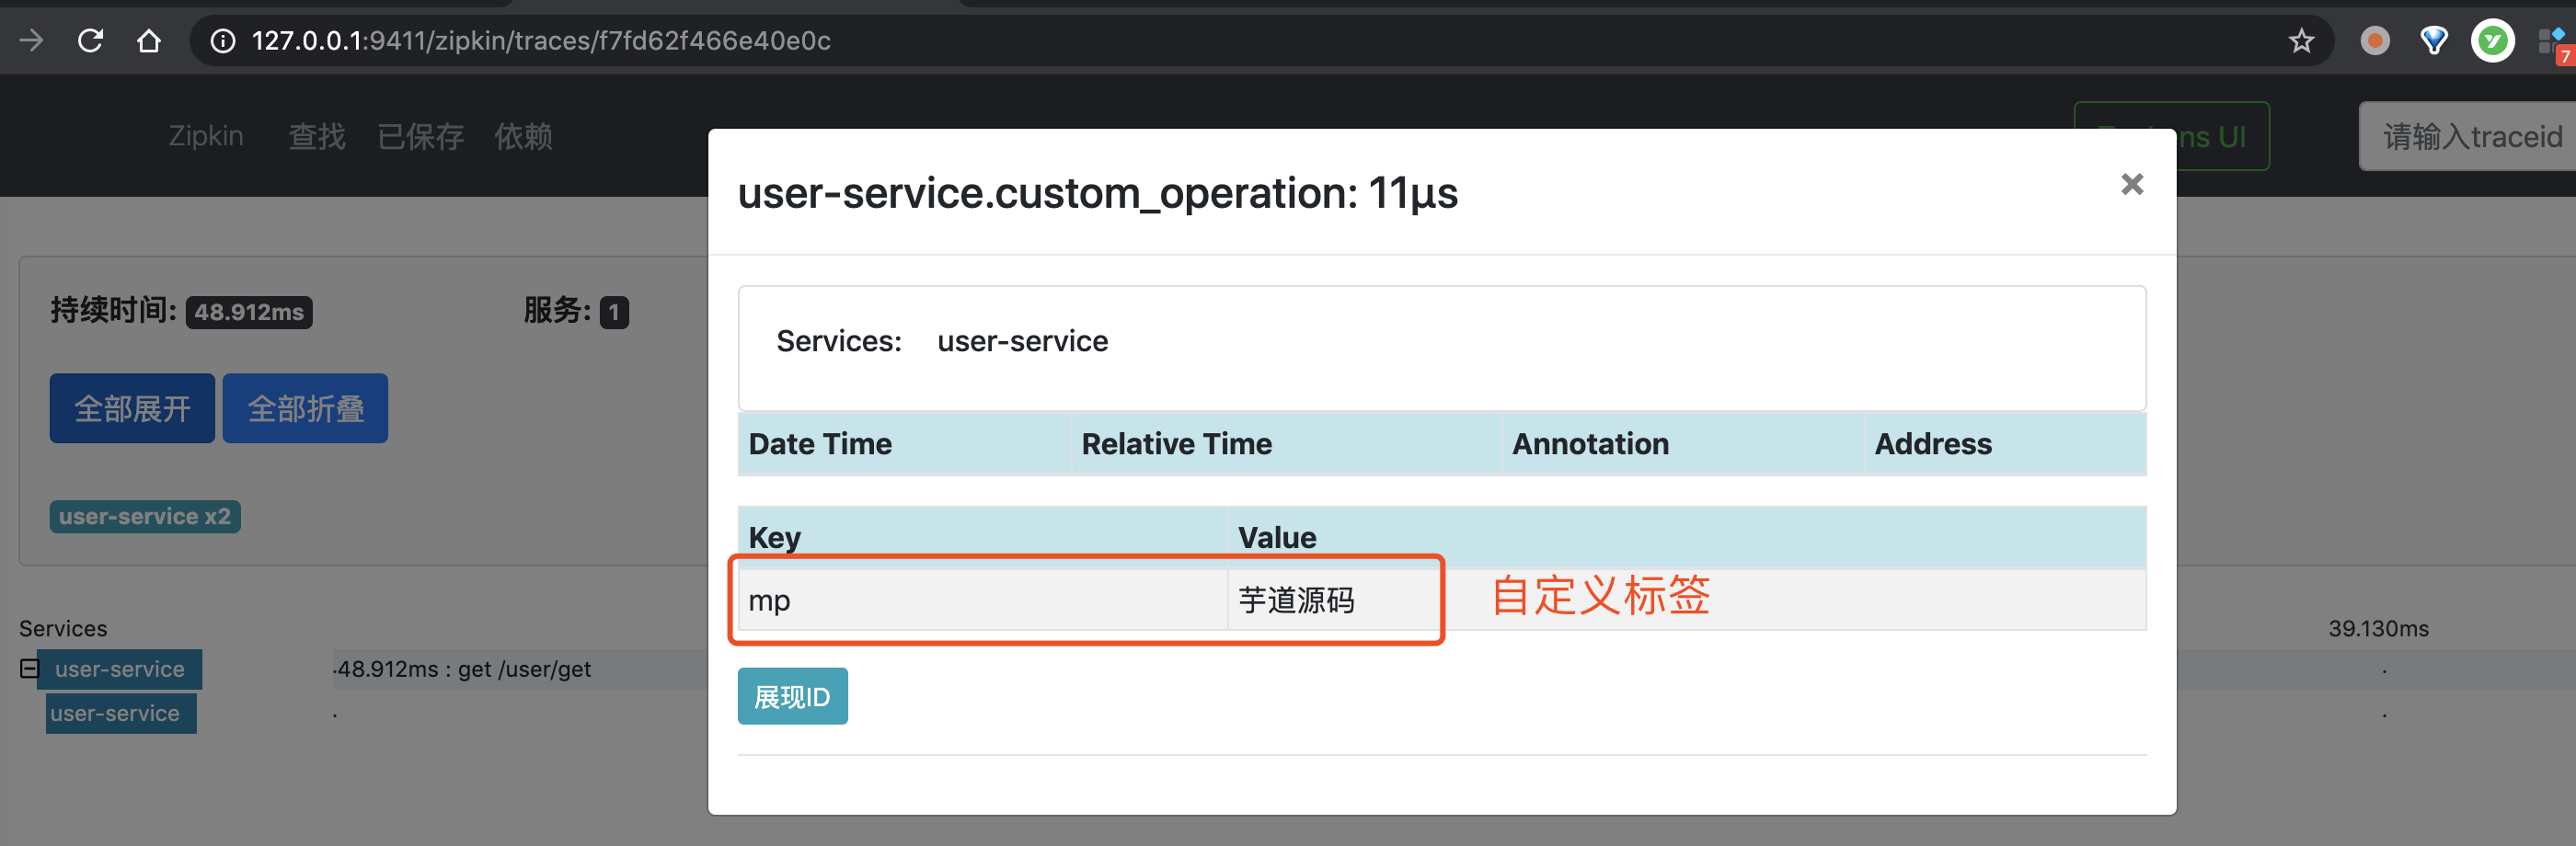 127.0.0.1:9411/zipkin/traces/f7fd62f466e40e0c
7
Zipkin 查找 已保存 依赖
ns UI
请输入traceid
user-service.custom_operation: 11μs
×
持续时间: 48.912ms 服务: 1
Services: user-service
全部展开 全部折叠
Date Time Relative Time Annotation Address
user-service x2
Key Value
mp 芋道源码
自定义标签
Services
39.130ms
user-service .48.912ms : get /user/get .
展现ID
user-service . .